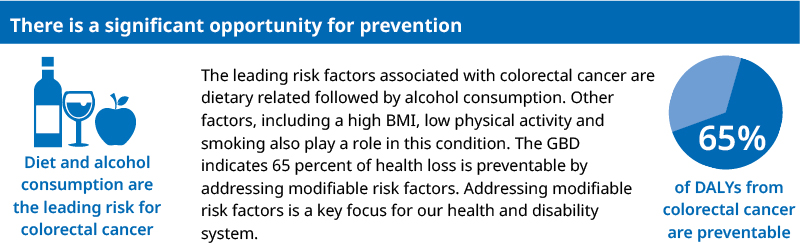 There is a significant opportunity for prevention
Diet and alcohol
consumption are
the leading risk for
colorectal cancer
The leading risk factors associated with colorectal cancer are
dietary related followed by alcohol consumption. Other
factors, including a high BMI, low physical activity and
smoking also play a role in this condition. The GBD
indicates 65 percent of health loss is preventable by
addressing modifiable risk factors. Addressing modifiable
risk factors is a key focus for our health and disability
system.
65%
of DALYs from
colorectal cancer
are preventable